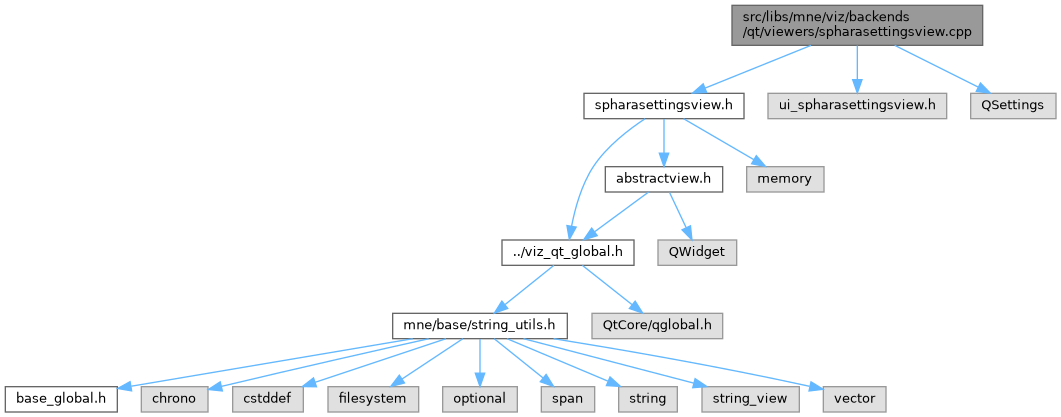 src/libs/mne/viz/backends
/qt/viewers/spharasettingsview.cpp
spharasettingsview.h
ui_spharasettingsview.h
QSettings
abstractview.h
memory
../viz_qt_global.h
QWidget
mne/base/string_utils.h
QtCore/qglobal.h
base_global.h
chrono
cstddef
filesystem
optional
span
string
string_view
vector